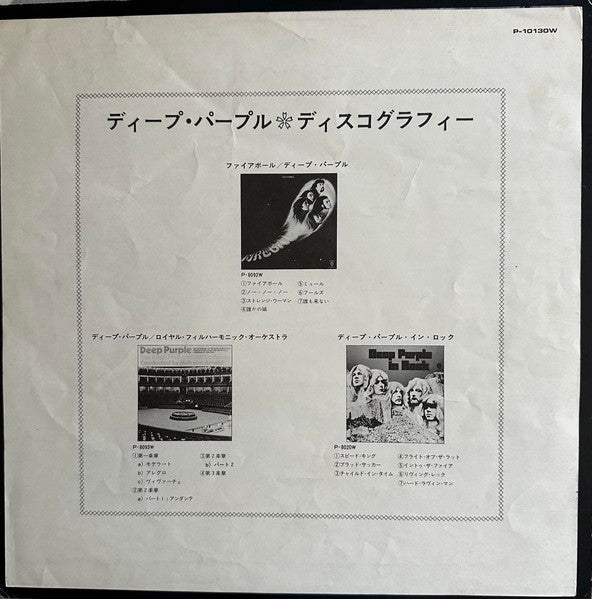 P-10130W
ディープ・パープル❀ディスコグラフィー
ファイアボール／ディープ・パープル
P-8092W
①ファイアボール
②ノー・ノー・ノー
③ストレンジ・ウーマン
④誰かの娘
⑤ミュール
⑥フールズ
⑦誰も来ない
ディープ・パープル／ロイヤル・フィルハーモニック・オーケストラ
Deep Purple
P-8093W
①第一楽章
a）モデラート
b）アレグロ
c）ヴィヴァーチェ
②第2楽章
a）パート1：アンダンテ
③第2楽章
b）パート2
④第3楽章
ディープ・パープル・イン・ロック
Deep Purple
in Rock
P-8020W
①スピード・キング
②ブラッド・サッカー
③チャイルド・イン・タイム
④フライト・オブ・ザ・ラット
⑤イントゥ・ザ・ファイア
⑥リヴィング・レック
⑦ハード・ラヴィン・マン